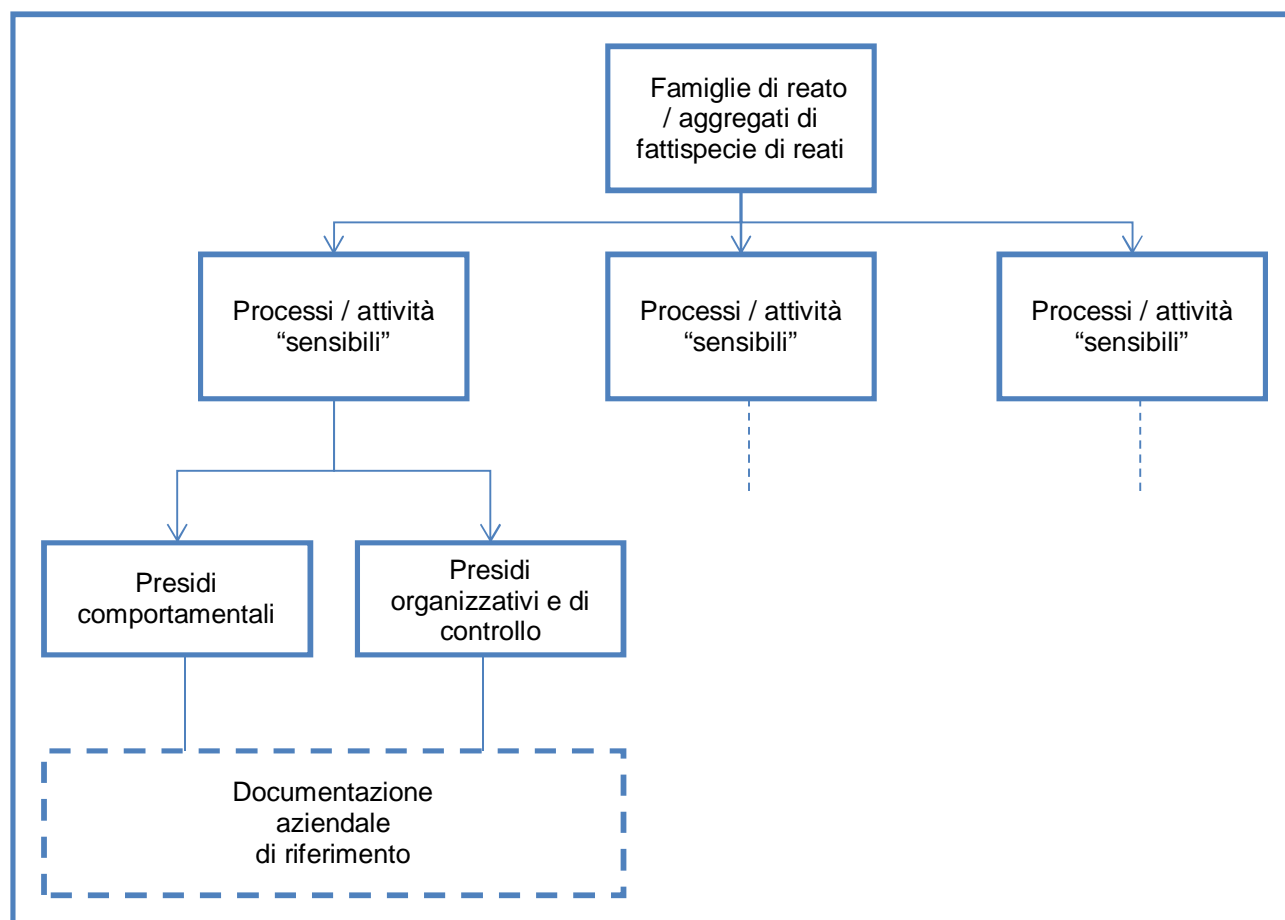 Famiglie di reato
/ aggregati di
fattispecie di reati
Processi / attività
“sensibili”
Processi / attività
“sensibili”
Processi / attività
“sensibili”
Presidi
comportamentali
Presidi
organizzativi e di
controllo
Documentazione
aziendale
di riferimento